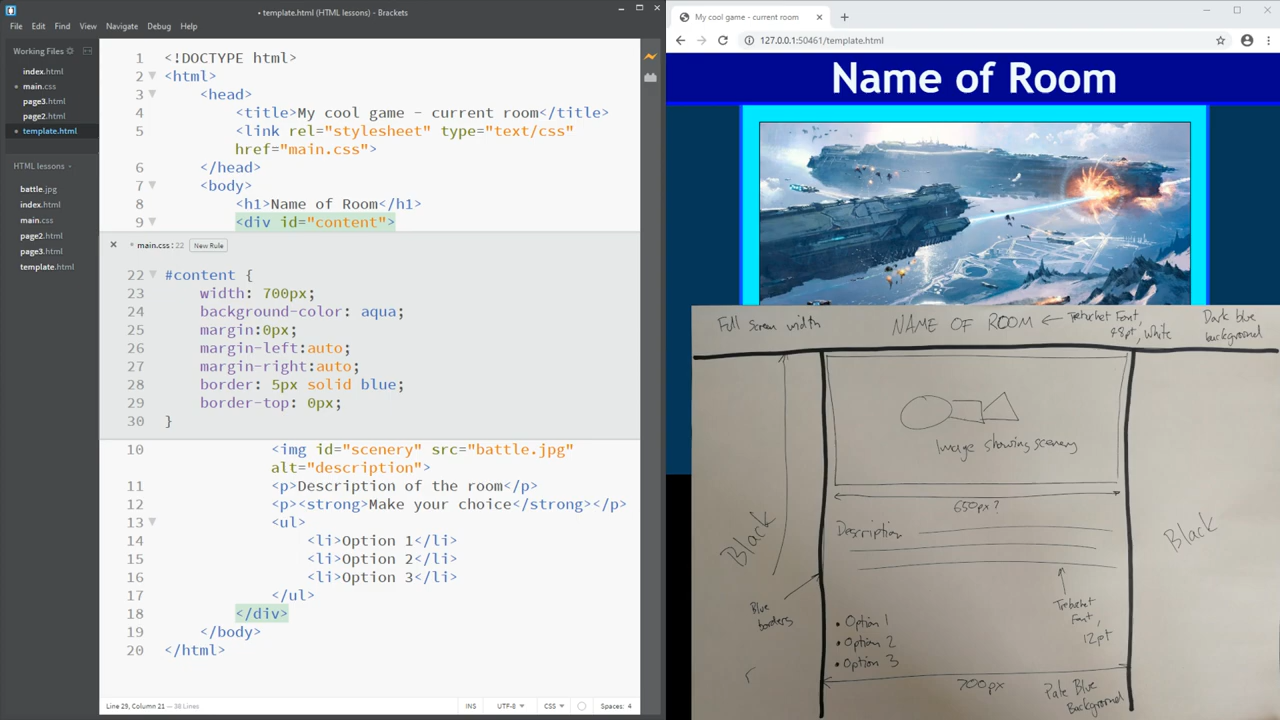 • template.html (HTML lessons) - Brackets
File Edit Find View Navigate Debug Help
Working Files
index.html
• main.css
page3.html
page2.html
• template.html
HTML lessons
battle.jpg
index.html
main.css
page2.html
page3.html
template.html
1 <!DOCTYPE html>
2 <html>
3 <head>
4 <title>My cool game - current room</title>
5 <link rel="stylesheet" type="text/css"
href="main.css">
6 </head>
7 <body>
8 <h1>Name of Room</h1>
9 <div id="content">
• main.css : 22 New Rule
22 #content {
23 width: 700px;
24 background-color: aqua;
25 margin:0px;
26 margin-left:auto;
27 margin-right:auto;
28 border: 5px solid blue;
29 border-top: 0px;
30 }
10 <img id="scenery" src="battle.jpg"
alt="description">
11 <p>Description of the room</p>
12 <p><strong>Make your choice</strong></p>
13 <ul>
14 <li>Option 1</li>
15 <li>Option 2</li>
16 <li>Option 3</li>
17 </ul>
18 </div>
19 </body>
20 </html>
Line 29, Column 21 — 38 Lines
INS UTF-8 CSS Spaces: 4
My cool game - current room
127.0.0.1:50461/template.html
Name of Room
Full Screen width
NAME OF ROOM
Trebuchet Font,
48pt, White
Dark blue
background
Image showing scenery
650px?
Description
Black
Black
Blue
borders
Trebuchet
Font,
12pt
• Option 1
• Option 2
• Option 3
700px
Pale Blue
Background